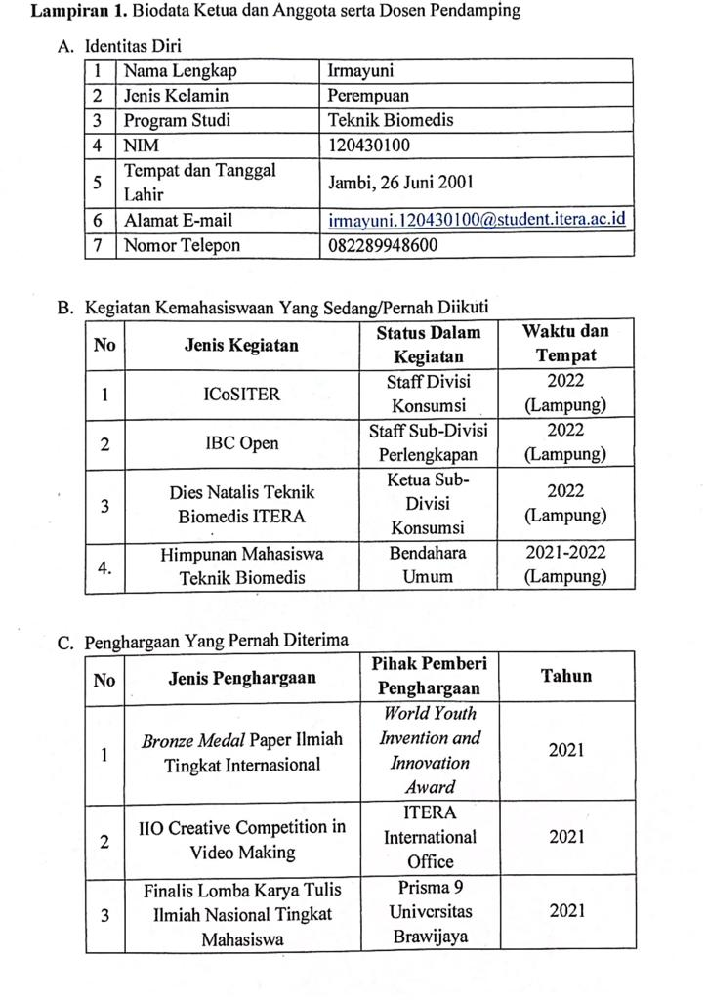 Lampiran 1. Biodata Ketua dan Anggota serta Dosen Pendamping
A. Identitas Diri
1 Nama Lengkap Irmayuni
2 Jenis Kelamin Perempuan
3 Program Studi Teknik Biomedis
4 NIM 120430100
5 Tempat dan Tanggal Lahir Jambi, 26 Juni 2001
6 Alamat E-mail irmayuni.120430100@student.itera.ac.id
7 Nomor Telepon 082289948600
B. Kegiatan Kemahasiswaan Yang Sedang/Pernah Diikuti
No Jenis Kegiatan Status Dalam Kegiatan Waktu dan Tempat
1 ICoSITER Staff Divisi Konsumsi 2022 (Lampung)
2 IBC Open Staff Sub-Divisi Perlengkapan 2022 (Lampung)
3 Dies Natalis Teknik Biomedis ITERA Ketua Sub-Divisi Konsumsi 2022 (Lampung)
4. Himpunan Mahasiswa Teknik Biomedis Bendahara Umum 2021-2022 (Lampung)
C. Penghargaan Yang Pernah Diterima
No Jenis Penghargaan Pihak Pemberi Penghargaan Tahun
1 Bronze Medal Paper Ilmiah Tingkat Internasional World Youth Invention and Innovation Award 2021
2 IIO Creative Competition in Video Making ITERA International Office 2021
3 Finalis Lomba Karya Tulis Ilmiah Nasional Tingkat Mahasiswa Prisma 9 Universitas Brawijaya 2021